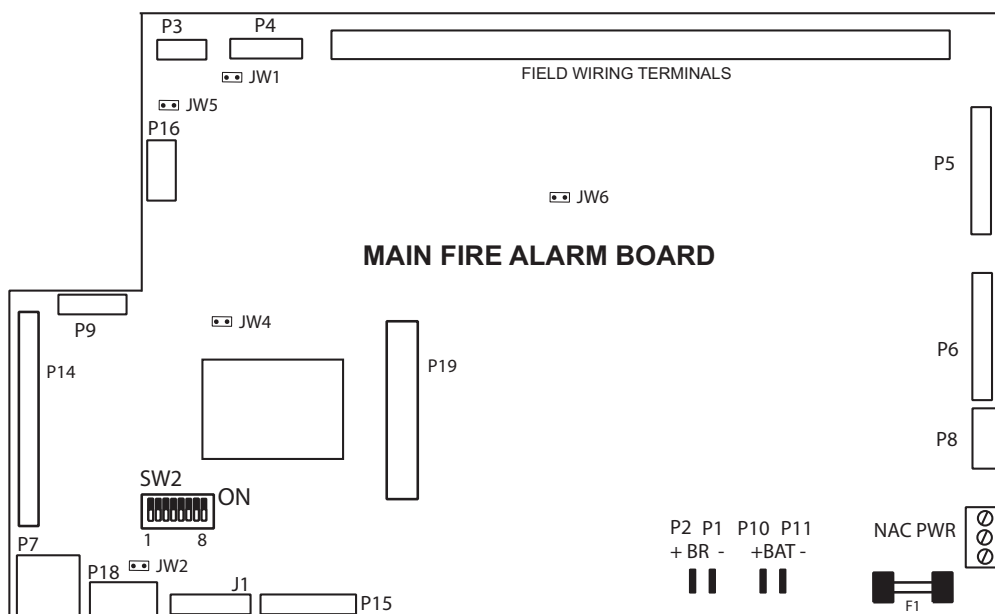 P3
P4
FIELD WIRING TERMINALS
JW1
JW5
P16
P5
JW6
MAIN FIRE ALARM BOARD
P9
JW4
P14
P19
P6
P8
SW2
ON
1 8
P2 P1 P10 P11
+ BR - +BAT -
NAC PWR
P7
JW2
P18
J1
P15
F1